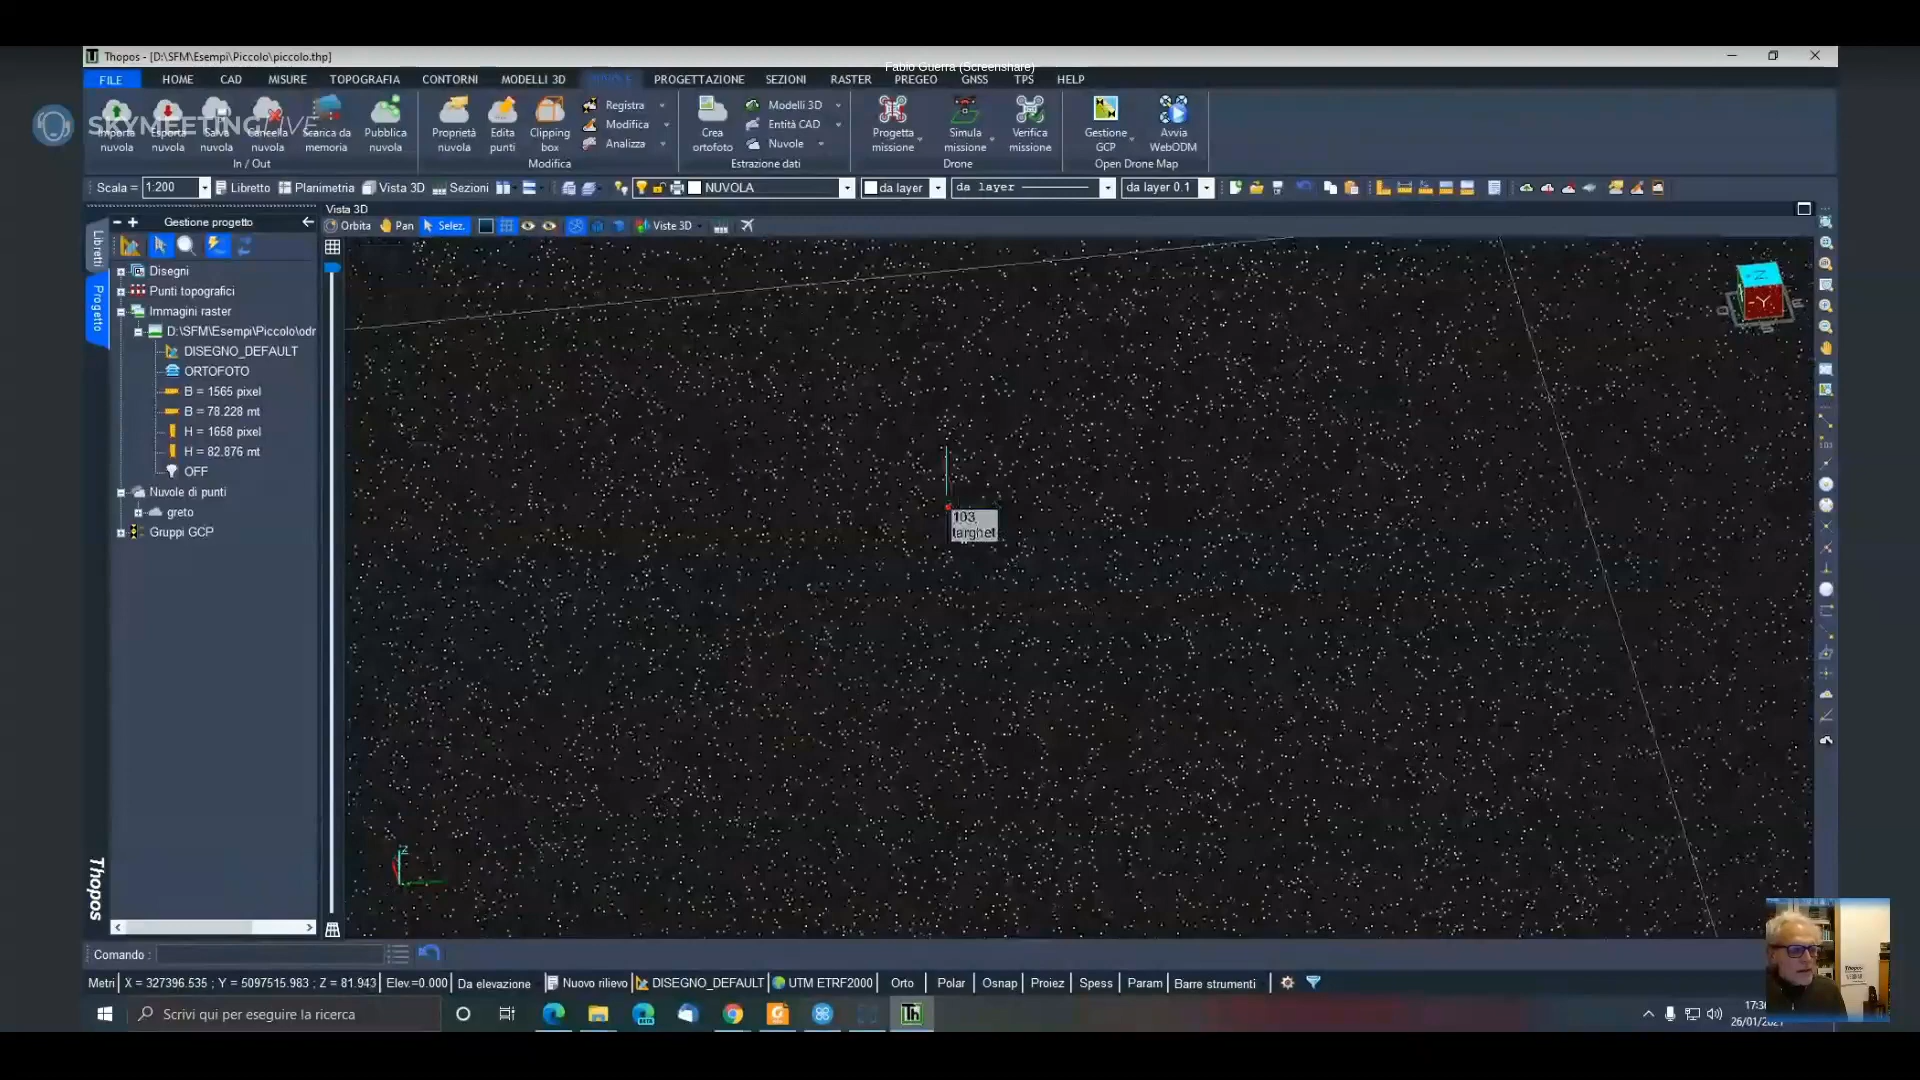 Thopos - [D:\SFM\Esempi\Piccolo\piccolo.thp]
Fabio Guerra (Screenshare)
FILE HOME CAD MISURE TOPOGRAFIA CONTORNI MODELLI 3D PROGETTAZIONE SEZIONI RASTER PREGEO GNSS TPS HELP
SKYMEETINGLIVE
Importa nuvola
Esporta nuvola
Salva nuvola
Cancella nuvola
Scarica da memoria
Pubblica nuvola
In / Out
Proprietà nuvola
Edita punti
Clipping box
Registra
Modifica
Analizza
Modifica
Crea ortofoto
Modelli 3D
Entità CAD
Nuvole
Estrazione dati
Progetta missione
Simula missione
Verifica missione
Drone
Gestione GCP
Avvia WebODM
Open Drone Map
Scala = 1:200 Libretto Planimetria Vista 3D Sezioni NUVOLA da layer da layer da layer 0.1
Vista 3D
Gestione progetto
Orbita Pan Selez. Viste 3D
Libretti
Progetto
Disegni
Punti topografici
Immagini raster
D:\SFM\Esempi\Piccolo\odr
DISEGNO_DEFAULT
ORTOFOTO
B = 1565 pixel
B = 78.228 mt
H = 1658 pixel
H = 82.876 mt
OFF
Nuvole di punti
greto
Gruppi GCP
103
targhet
-Z
-Y
Z
Thopos
Comando :
Metri X = 327396.535 ; Y = 5097515.983 ; Z = 81.943 Elev.=0.000 Da elevazione Nuovo rilievo DISEGNO_DEFAULT UTM ETRF2000 Orto Polar Osnap Proiez Spess Param Barre strumenti
Scrivi qui per eseguire la ricerca